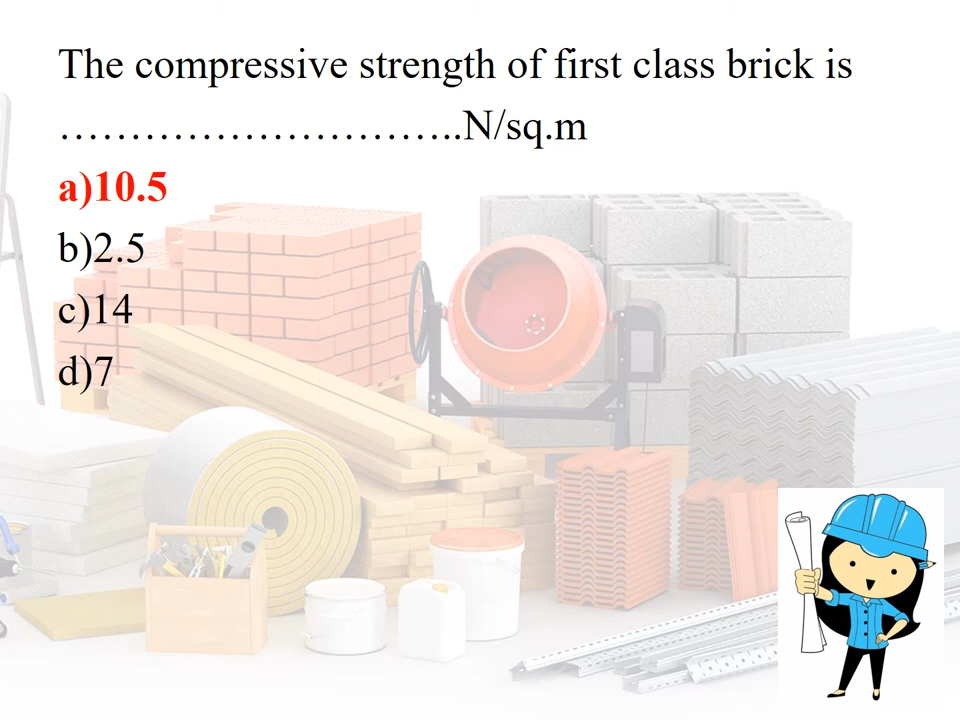 The compressive strength of first class brick is
…………………………..N/sq.m
a)10.5
b)2.5
c)14
d)7